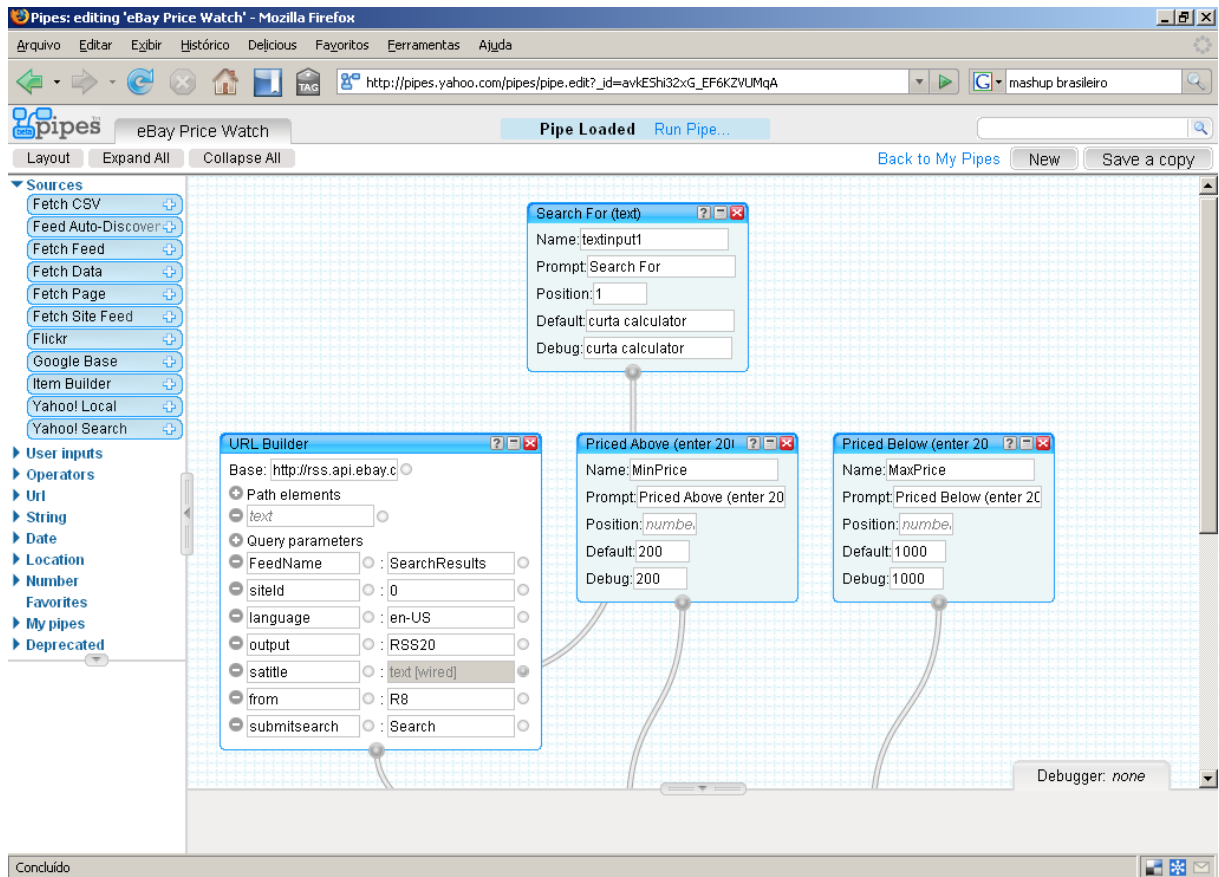 Pipes: editing 'eBay Price Watch' - Mozilla Firefox
Arquivo Editar Exibir Histórico Delicious Favoritos Ferramentas Ajuda
TAG http://pipes.yahoo.com/pipes/pipe.edit?_id=avkEShi32xG_EF6KZVUMqA G mashup brasileiro
beta pipes eBay Price Watch Pipe Loaded Run Pipe...
Layout Expand All Collapse All Back to My Pipes New Save a copy
Sources
Fetch CSV
Feed Auto-Discover
Fetch Feed
Fetch Data
Fetch Page
Fetch Site Feed
Flickr
Google Base
Item Builder
Yahoo! Local
Yahoo! Search
User inputs
Operators
Url
String
Date
Location
Number
Favorites
My pipes
Deprecated
Search For (text) ?
Name: textinput1
Prompt: Search For
Position: 1
Default: curta calculator
Debug: curta calculator
URL Builder ?
Base: http://rss.api.ebay.c
Path elements
text
Query parameters
FeedName : SearchResults
siteId : 0
language : en-US
output : RSS20
satitle : text [wired]
from : R8
submitsearch : Search
Priced Above (enter 20 ?
Name: MinPrice
Prompt: Priced Above (enter 20
Position: number
Default: 200
Debug: 200
Priced Below (enter 20 ?
Name: MaxPrice
Prompt: Priced Below (enter 20
Position: number
Default: 1000
Debug: 1000
Debugger: none
Concluído